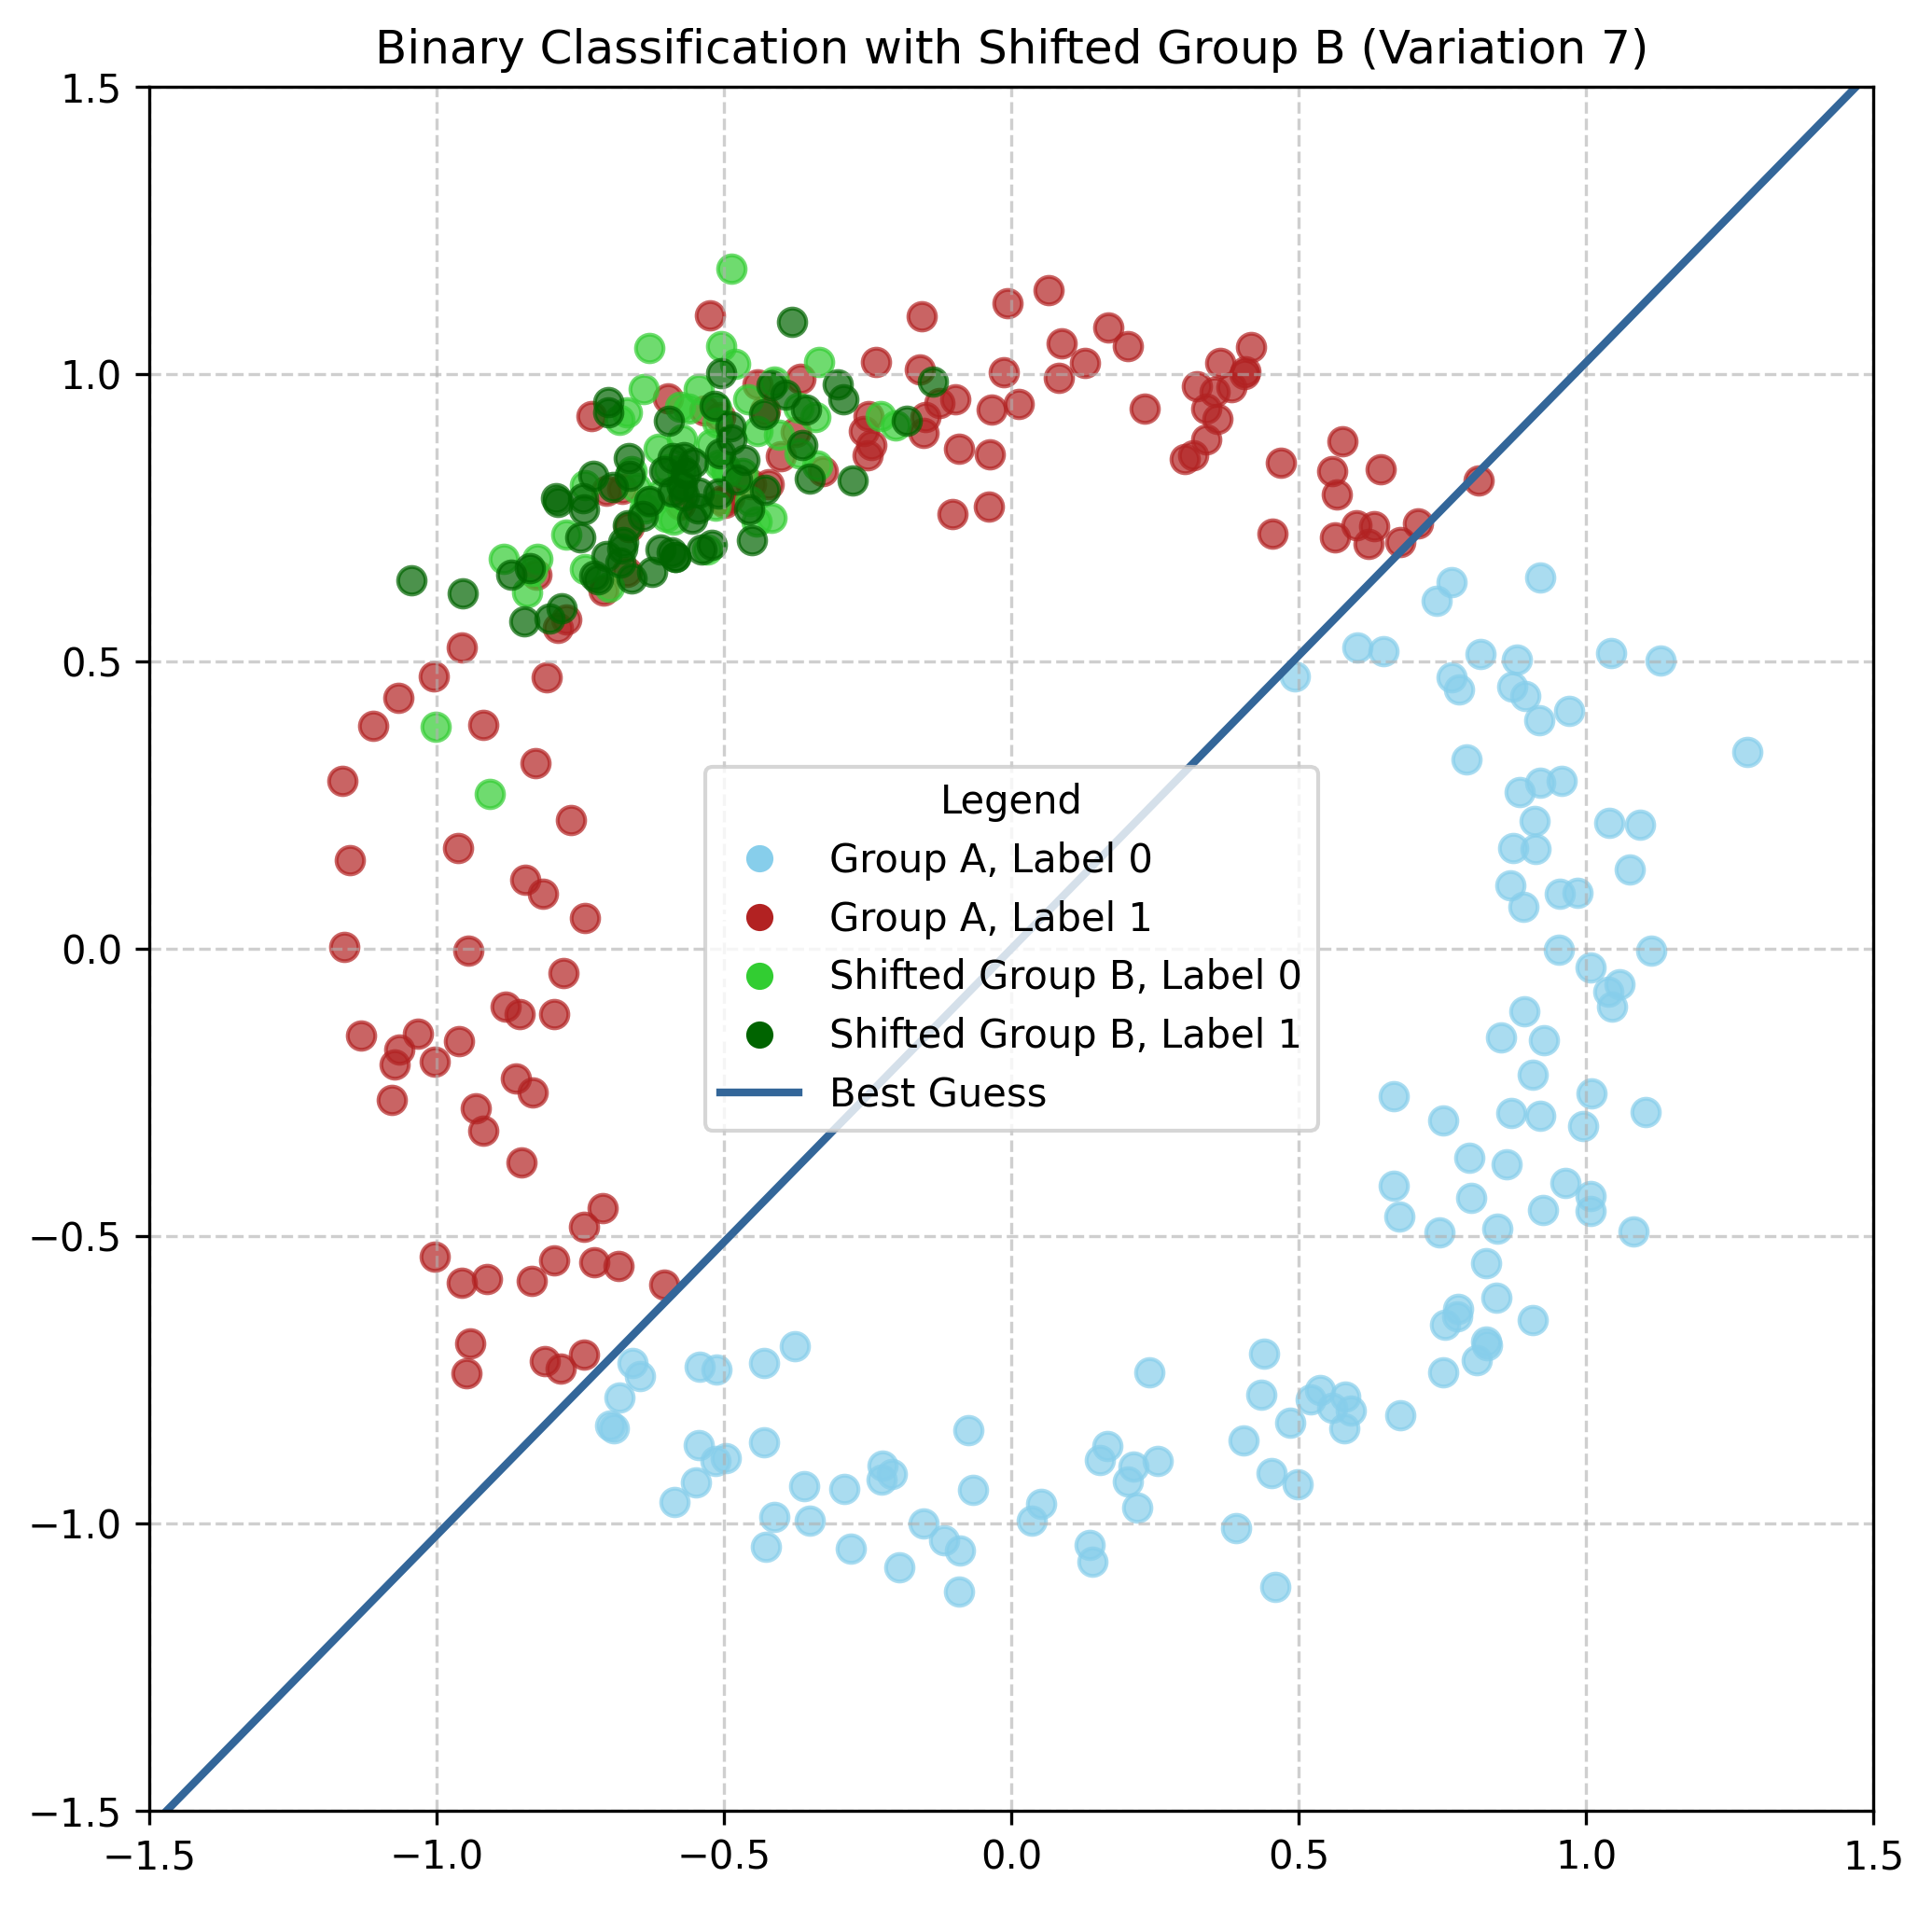 Binary Classification with Shifted Group B (Variation 7)
1.5
1.0
0.5
0.0
−0.5
−1.0
−1.5
Legend
Group A, Label 0
Group A, Label 1
Shifted Group B, Label 0
Shifted Group B, Label 1
Best Guess
−1.5 −1.0 −0.5 0.0 0.5 1.0 1.5